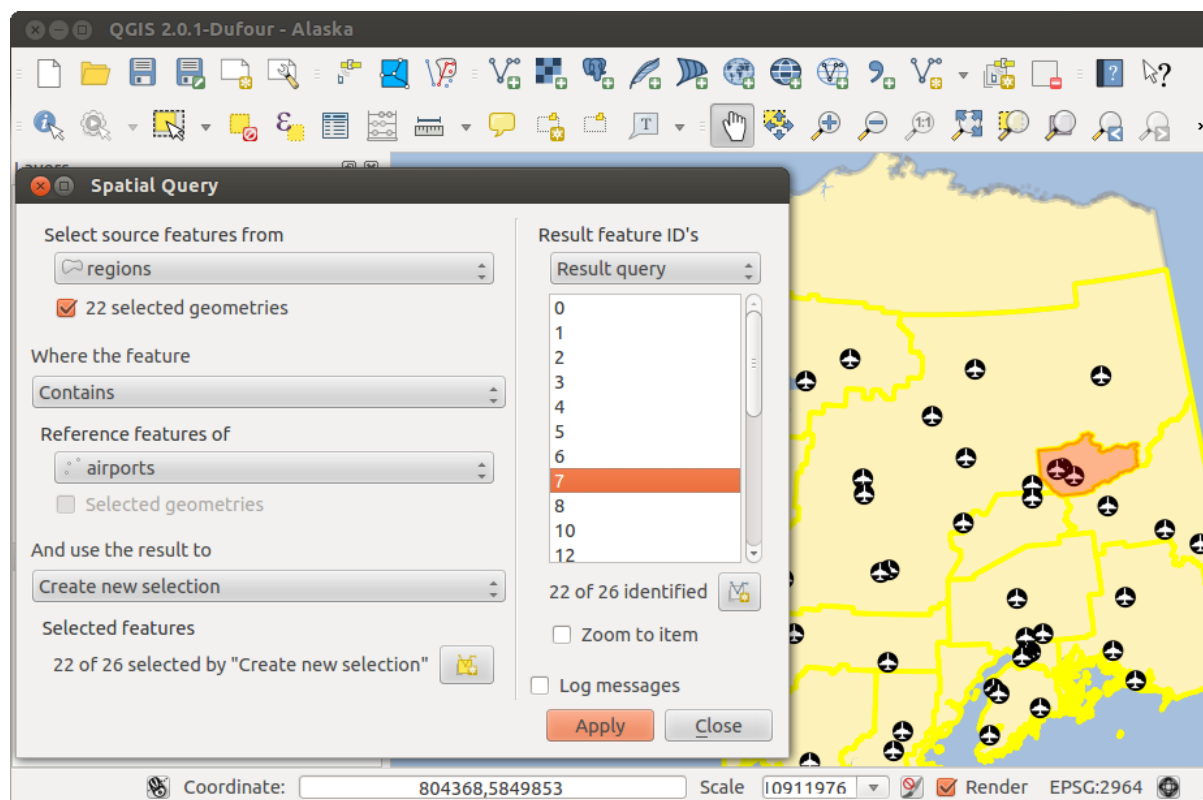 QGIS 2.0.1-Dufour - Alaska
Spatial Query
Select source features from
regions
22 selected geometries
Where the feature
Contains
Reference features of
airports
Selected geometries
And use the result to
Create new selection
Selected features
22 of 26 selected by "Create new selection"
Result feature ID's
Result query
0
1
2
3
4
5
6
7
8
10
12
22 of 26 identified
Zoom to item
Log messages
Apply
Close
Coordinate:
804368,5849853
Scale
10911976
Render
EPSG:2964